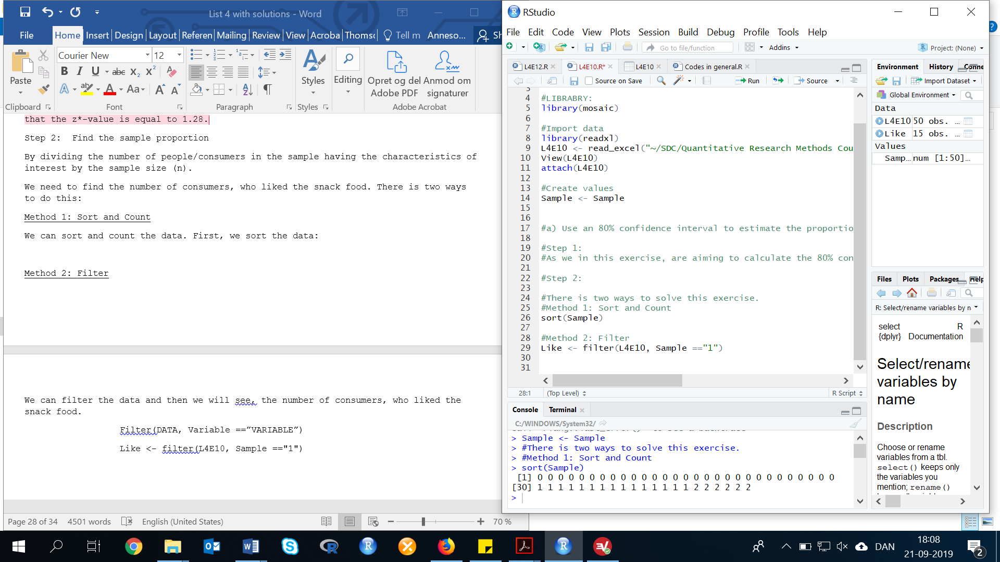 List 4 with solutions - Word
File Home Insert Design Layout Referen Mailing Review View Acroba Thoms Tell m Anneso... Sh
Courier New 12
Paste
Styles
Editing
Opret og del Adobe PDF
Anmod om signaturer
Clipboard Font Paragraph Styles Adobe Acrobat
that the z*-value is equal to 1.28.
Step 2: Find the sample proportion
By dividing the number of people/consumers in the sample having the characteristics of
interest by the sample size (n).
We need to find the number of consumers, who liked the snack food. There is two ways
to do this:
Method 1: Sort and Count
We can sort and count the data. First, we sort the data:
Method 2: Filter
We can filter the data and then we will see, the number of consumers, who liked the
snack food.
Filter(DATA, Variable ==”VARIABLE”)
Like <- filter(L4E10, Sample =="1")
Page 28 of 34 4501 words English (United States) 70 %
RStudio
File Edit Code View Plots Session Build Debug Profile Tools Help
Go to file/function Addins Project: (None)
L4E12.R L4E10.R* L4E10 Codes in general.R
Source on Save Run Source
3
4 #LIBRABRY:
5 library(mosaic)
6
7 #Import data
8 library(readxl)
9 L4E10 <- read_excel("~/SDC/Quantitative Research Methods Cou
10 View(L4E10)
11 attach(L4E10)
12
13 #Create values
14 Sample <- Sample
15
16
17 #a) Use an 80% confidence interval to estimate the proportio
18
19 #Step 1:
20 #As we in this exercise, are aiming to calculate the 80% con
21
22 #Step 2:
23
24 #There is two ways to solve this exercise.
25 #Method 1: Sort and Count
26 sort(Sample)
27
28 #Method 2: Filter
29 Like <- filter(L4E10, Sample =="1")
30
31
28:1 (Top Level) R Script
Console Terminal
C:/WINDOWS/System32/
> Sample <- Sample
> #There is two ways to solve this exercise.
> #Method 1: Sort and Count
> sort(Sample)
[1] 0 0 0 0 0 0 0 0 0 0 0 0 0 0 0 0 0 0 0 0 0 0 0 0 0 0 0 0 0
[30] 1 1 1 1 1 1 1 1 1 1 1 1 1 1 1 2 2 2 2 2 2
>
Environment History Conne
Import Dataset
Global Environment
Data
L4E10 50 obs. ...
Like 15 obs. ...
Values
Samp... num [1:50]...
Files Plots Packages Help
R: Select/rename variables by n
select {dplyr}
R Documentation
Select/rename
variables by
name
Description
Choose or rename
variables from a tbl.
select() keeps only
the variables you
mention; rename()
DAN
18:08
21-09-2019
2